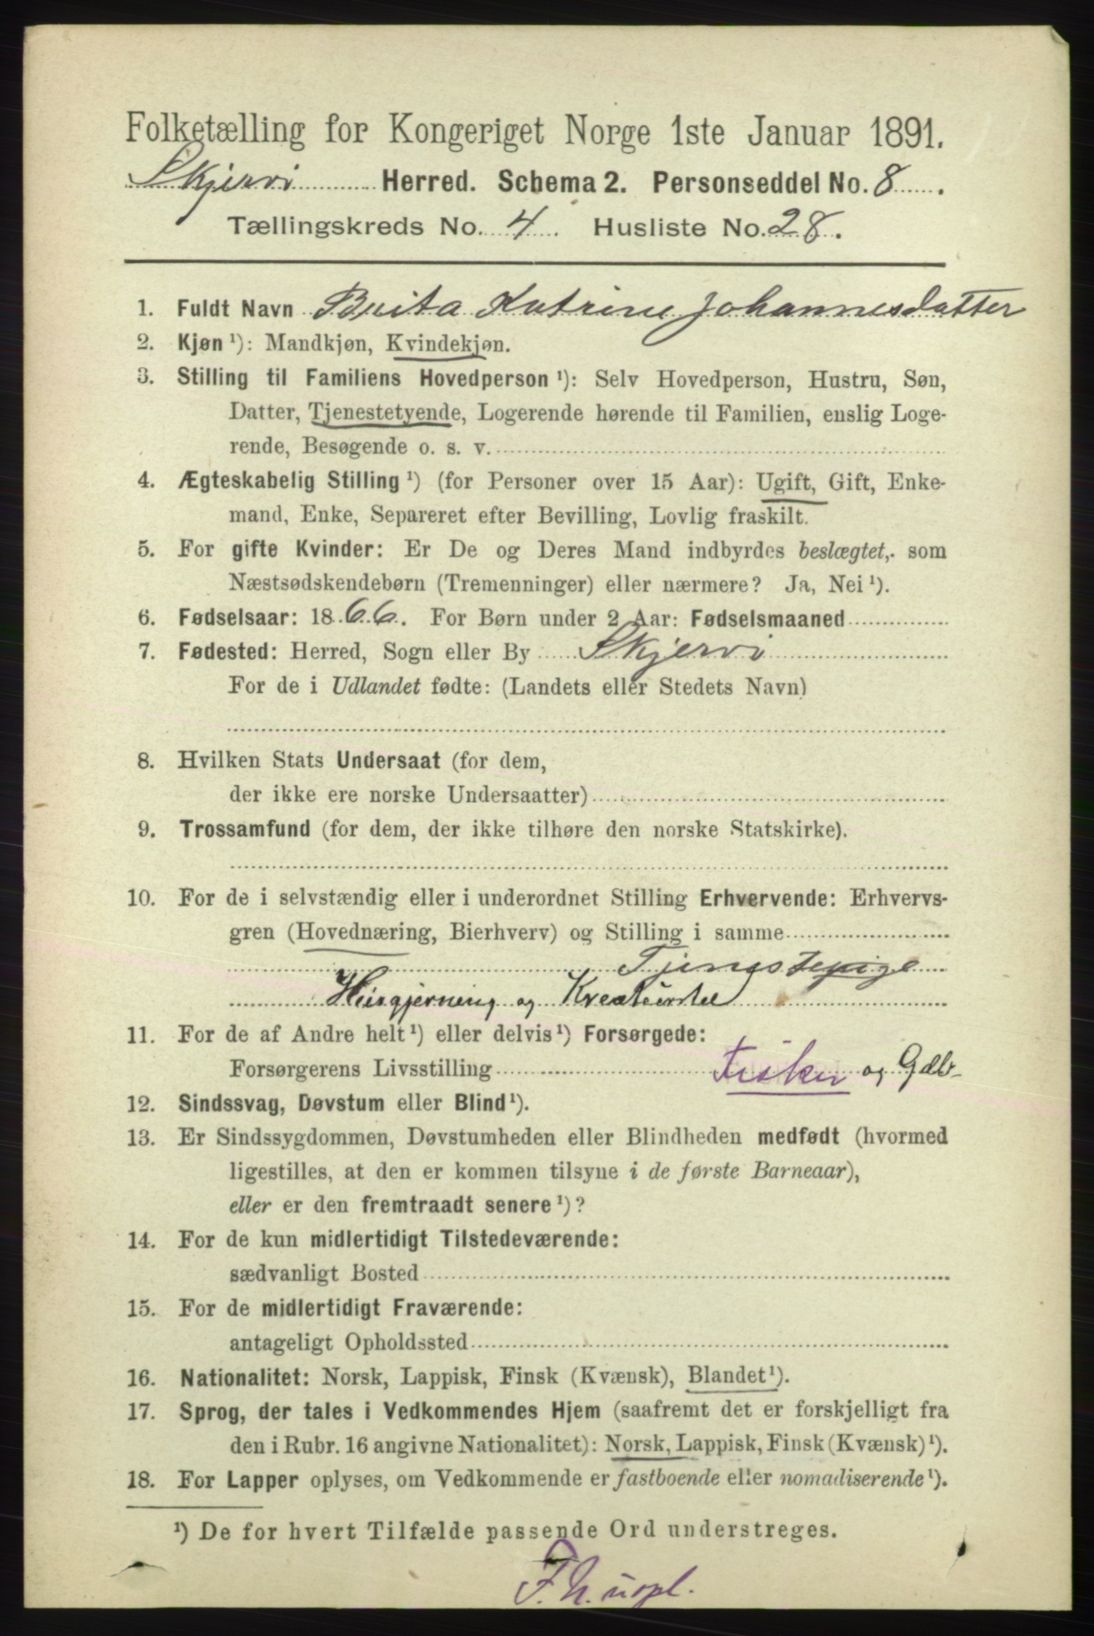 Folketælling for Kongeriget Norge 1ste Januar 1891.
Skjervi Herred. Schema 2. Personseddel No. 8.
Tællingskreds No. 4. Husliste No. 28.
1. Fuldt Navn Brita Katrine Johannesdatter
2. Kjøn ¹): Mandkjøn, Kvindekjøn.
3. Stilling til Familiens Hovedperson ¹): Selv Hovedperson, Hustru, Søn,
Datter, Tjenestetyende, Logerende hørende til Familien, enslig Loge-
rende, Besøgende o. s. v.
4. Ægteskabelig Stilling ¹) (for Personer over 15 Aar): Ugift, Gift, Enke-
mand, Enke, Separeret efter Bevilling, Lovlig fraskilt.
5. For gifte Kvinder: Er De og Deres Mand indbyrdes beslægtet, som
Næstsødskendebørn (Tremenninger) eller nærmere? Ja, Nei ¹).
6. Fødselsaar: 1866. For Børn under 2 Aar: Fødselsmaaned
7. Fødested: Herred, Sogn eller By Skjervi
For de i Udlandet fødte: (Landets eller Stedets Navn)
8. Hvilken Stats Undersaat (for dem,
der ikke ere norske Undersaatter)
9. Trossamfund (for dem, der ikke tilhøre den norske Statskirke).
10. For de i selvstændig eller i underordnet Stilling Erhvervende: Erhvervs-
gren (Hovednæring, Bierhverv) og Stilling i samme
Tjenestepige
Husgjerning og Kreaturstel
11. For de af Andre helt ¹) eller delvis ¹) Forsørgede:
Forsørgerens Livsstilling Fisker og Gdbr
12. Sindssvag, Døvstum eller Blind ¹).
13. Er Sindssygdommen, Døvstumheden eller Blindheden medfødt (hvormed
ligestilles, at den er kommen tilsyne i de første Barneaar),
eller er den fremtraadt senere ¹)?
14. For de kun midlertidigt Tilstedeværende:
sædvanligt Bosted
15. For de midlertidigt Fraværende:
antageligt Opholdssted
16. Nationalitet: Norsk, Lappisk, Finsk (Kvænsk), Blandet ¹).
17. Sprog, der tales i Vedkommendes Hjem (saafremt det er forskjelligt fra
den i Rubr. 16 angivne Nationalitet): Norsk, Lappisk, Finsk (Kvænsk) ¹).
18. For Lapper oplyses, om Vedkommende er fastboende eller nomadiserende ¹).
¹) De for hvert Tilfælde passende Ord understreges.
F.N. uopl.